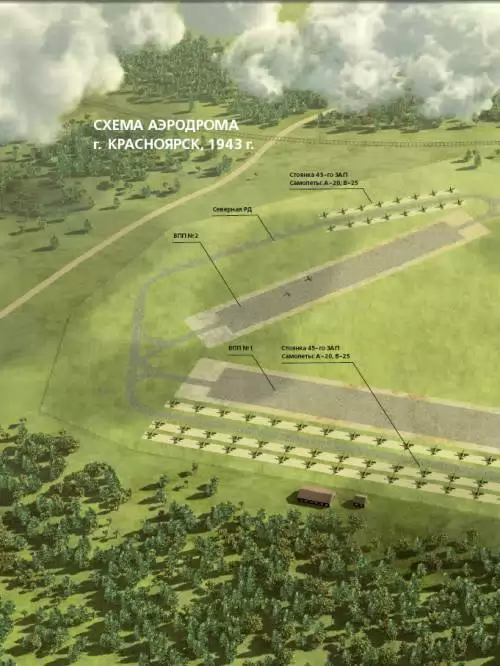 СХЕМА АЭРОДРОМА
г. КРАСНОЯРСК, 1943 г.
Стоянка 45-го ЗАП
Самолеты: А-20, В-25
Северная РД
ВПП №2
ВПП №1
Стоянка 45-го ЗАП
Самолеты: А-20, В-25